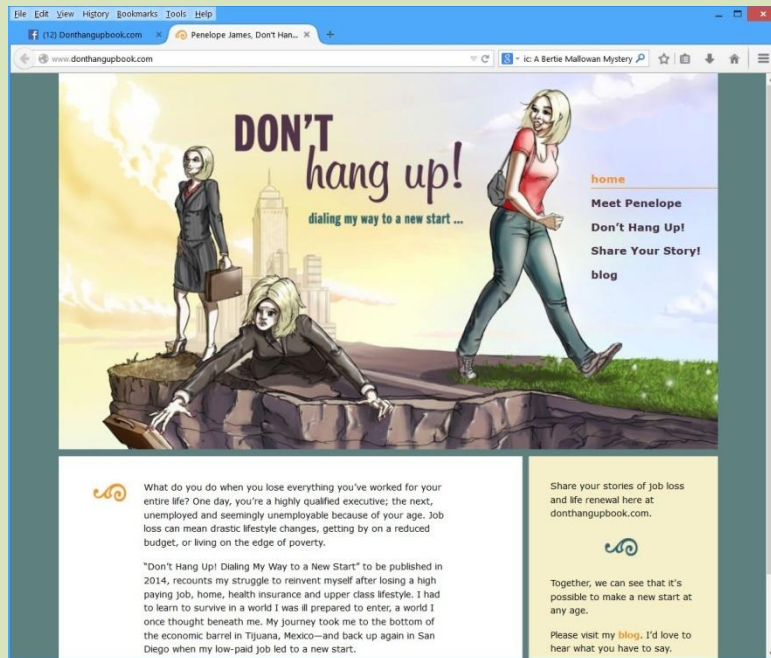 File Edit View History Bookmarks Tools Help
(12) Donthangupbook.com
Penelope James, Don't Han...
www.donthangupbook.com
ic: A Bertie Mallowan Mystery
DON'T
hang up!
dialing my way to a new start ...
home
Meet Penelope
Don't Hang Up!
Share Your Story!
blog
What do you do when you lose everything you've worked for your
entire life? One day, you're a highly qualified executive; the next,
unemployed and seemingly unemployable because of your age. Job
loss can mean drastic lifestyle changes, getting by on a reduced
budget, or living on the edge of poverty.
"Don't Hang Up! Dialing My Way to a New Start" to be published in
2014, recounts my struggle to reinvent myself after losing a high
paying job, home, health insurance and upper class lifestyle. I had
to learn to survive in a world I was ill prepared to enter, a world I
once thought beneath me. My journey took me to the bottom of
the economic barrel in Tijuana, Mexico—and back up again in San
Diego when my low-paid job led to a new start.
Share your stories of job loss
and life renewal here at
donthangupbook.com.
Together, we can see that it's
possible to make a new start at
any age.
Please visit my blog. I'd love to
hear what you have to say.